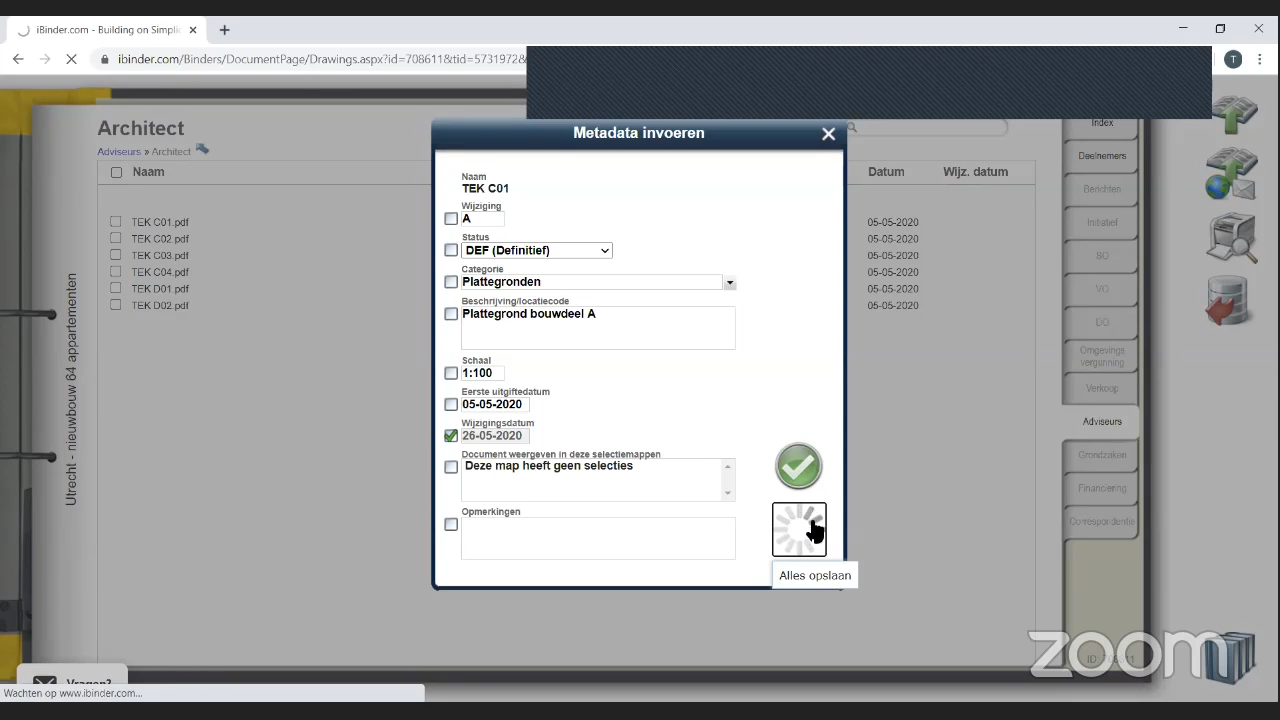 iBinder.com - Building on Simpli
ibinder.com/Binders/DocumentPage/Drawings.aspx?id=708611&tid=5731972&
T
Architect
Adviseurs » Architect
Naam
Datum
Wijz. datum
TEK C01.pdf
05-05-2020
TEK C02.pdf
05-05-2020
TEK C03.pdf
05-05-2020
TEK C04.pdf
05-05-2020
TEK D01.pdf
05-05-2020
TEK D02.pdf
05-05-2020
Utrecht - nieuwbouw 64 appartementen
Metadata invoeren
Naam
TEK C01
Wijziging
A
Status
DEF (Definitief)
Categorie
Plattegronden
Beschrijving/locatiecode
Plattegrond bouwdeel A
Schaal
1:100
Eerste uitgiftedatum
05-05-2020
Wijzigingsdatum
26-05-2020
Document weergeven in deze selectiemappen
Deze map heeft geen selecties
Opmerkingen
Alles opslaan
Index
Deelnemers
Berichten
Initiatief
SO
VO
DO
Omgevings
vergunning
Verkoop
Adviseurs
Grondzaken
Financiering
Correspondentie
ID: 708611
zoom
Vragen?
Wachten op www.ibinder.com...